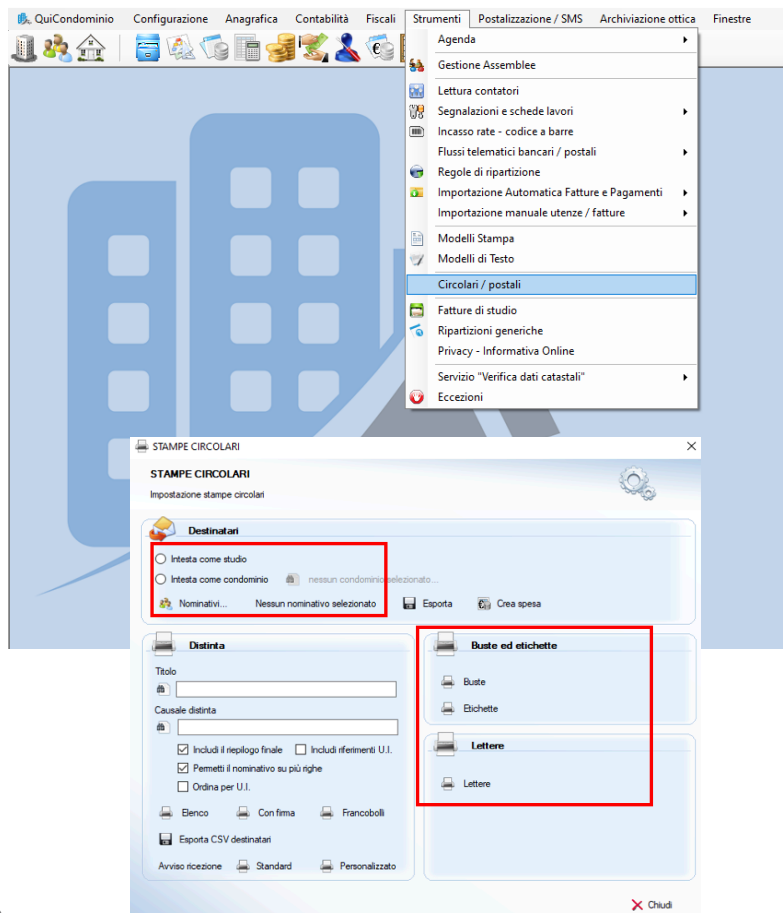 QuiCondominio Configurazione Anagrafica Contabilità Fiscali Strumenti Postalizzazione / SMS Archiviazione ottica Finestre
Agenda
Gestione Assemblee
Lettura contatori
Segnalazioni e schede lavori
Incasso rate - codice a barre
Flussi telematici bancari / postali
Regole di ripartizione
Importazione Automatica Fatture e Pagamenti
Importazione manuale utenze / fatture
Modelli Stampa
Modelli di Testo
Circolari / postali
Fatture di studio
Ripartizioni generiche
Privacy - Informativa Online
Servizio "Verifica dati catastali"
Eccezioni
STAMPE CIRCOLARI
STAMPE CIRCOLARI
Impostazione stampe circolari
Destinatari
Intesta come studio
Intesta come condominio nessun condominio selezionato...
Nominativi... Nessun nominativo selezionato Esporta Crea spesa
Distinta
Titolo
Causale distinta
Includi il riepilogo finale Includi riferimenti U.I.
Permetti il nominativo su più righe
Ordina per U.I.
Elenco Con firma Francobolli
Esporta CSV destinatari
Avviso ricezione Standard Personalizzato
Buste ed etichette
Buste
Etichette
Lettere
Lettere
Chiudi